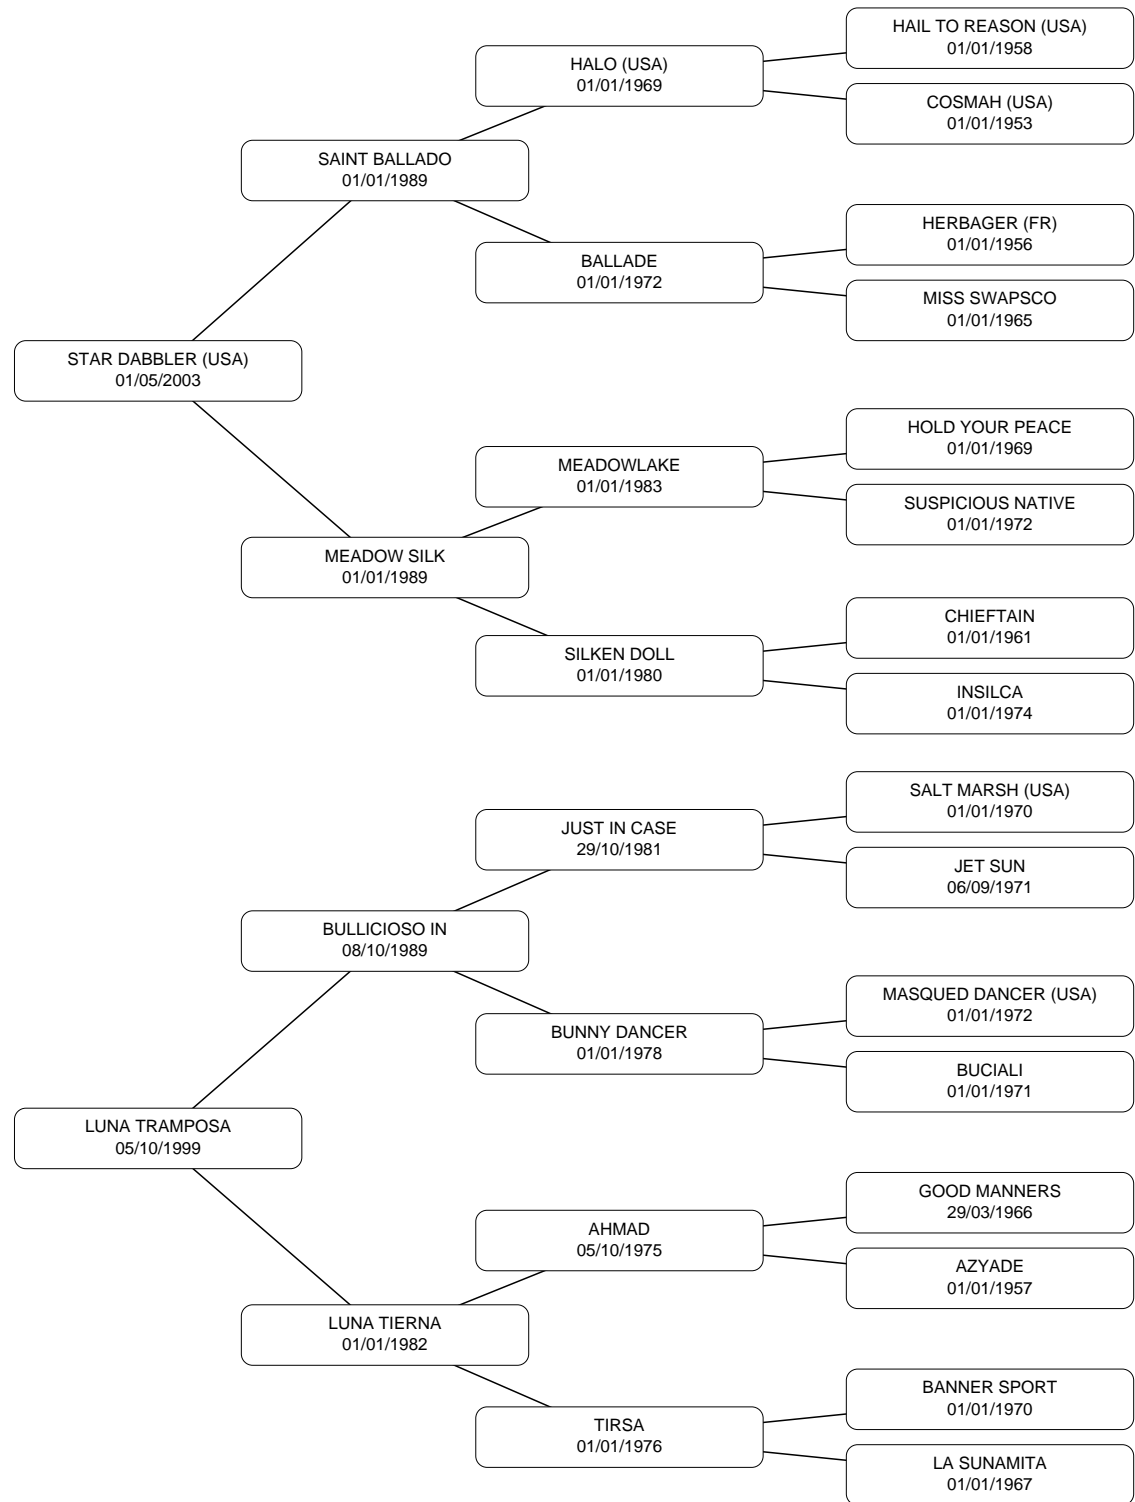 HAIL TO REASON (USA)
01/01/1958
HALO (USA)
01/01/1969
COSMAH (USA)
01/01/1953
SAINT BALLADO
01/01/1989
HERBAGER (FR)
01/01/1956
BALLADE
01/01/1972
MISS SWAPSCO
01/01/1965
STAR DABBLER (USA)
01/05/2003
HOLD YOUR PEACE
01/01/1969
MEADOWLAKE
01/01/1983
SUSPICIOUS NATIVE
01/01/1972
MEADOW SILK
01/01/1989
CHIEFTAIN
01/01/1961
SILKEN DOLL
01/01/1980
INSILCA
01/01/1974
SALT MARSH (USA)
01/01/1970
JUST IN CASE
29/10/1981
JET SUN
06/09/1971
BULLICIOSO IN
08/10/1989
MASQUED DANCER (USA)
01/01/1972
BUNNY DANCER
01/01/1978
BUCIALI
01/01/1971
LUNA TRAMPOSA
05/10/1999
GOOD MANNERS
29/03/1966
AHMAD
05/10/1975
AZYADE
01/01/1957
LUNA TIERNA
01/01/1982
BANNER SPORT
01/01/1970
TIRSA
01/01/1976
LA SUNAMITA
01/01/1967